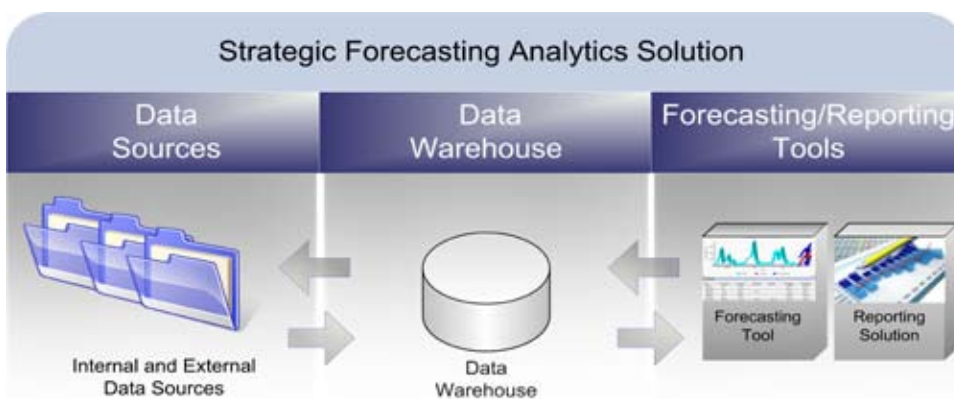 Strategic Forecasting Analytics Solution
Data
Sources
Data
Warehouse
Forecasting/Reporting
Tools
Internal and External
Data Sources
Data
Warehouse
Forecasting
Tool
Reporting
Solution